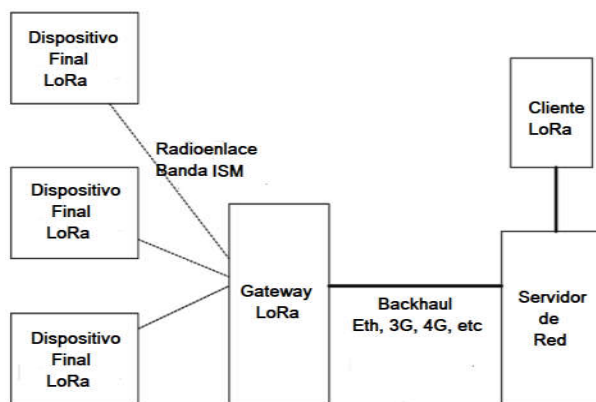 Dispositivo
Final
LoRa
Radioenlace
Banda ISM
Dispositivo
Final
LoRa
Dispositivo
Final
LoRa
Gateway
LoRa
Backhaul
Eth, 3G, 4G, etc
Cliente
LoRa
Servidor
de
Red